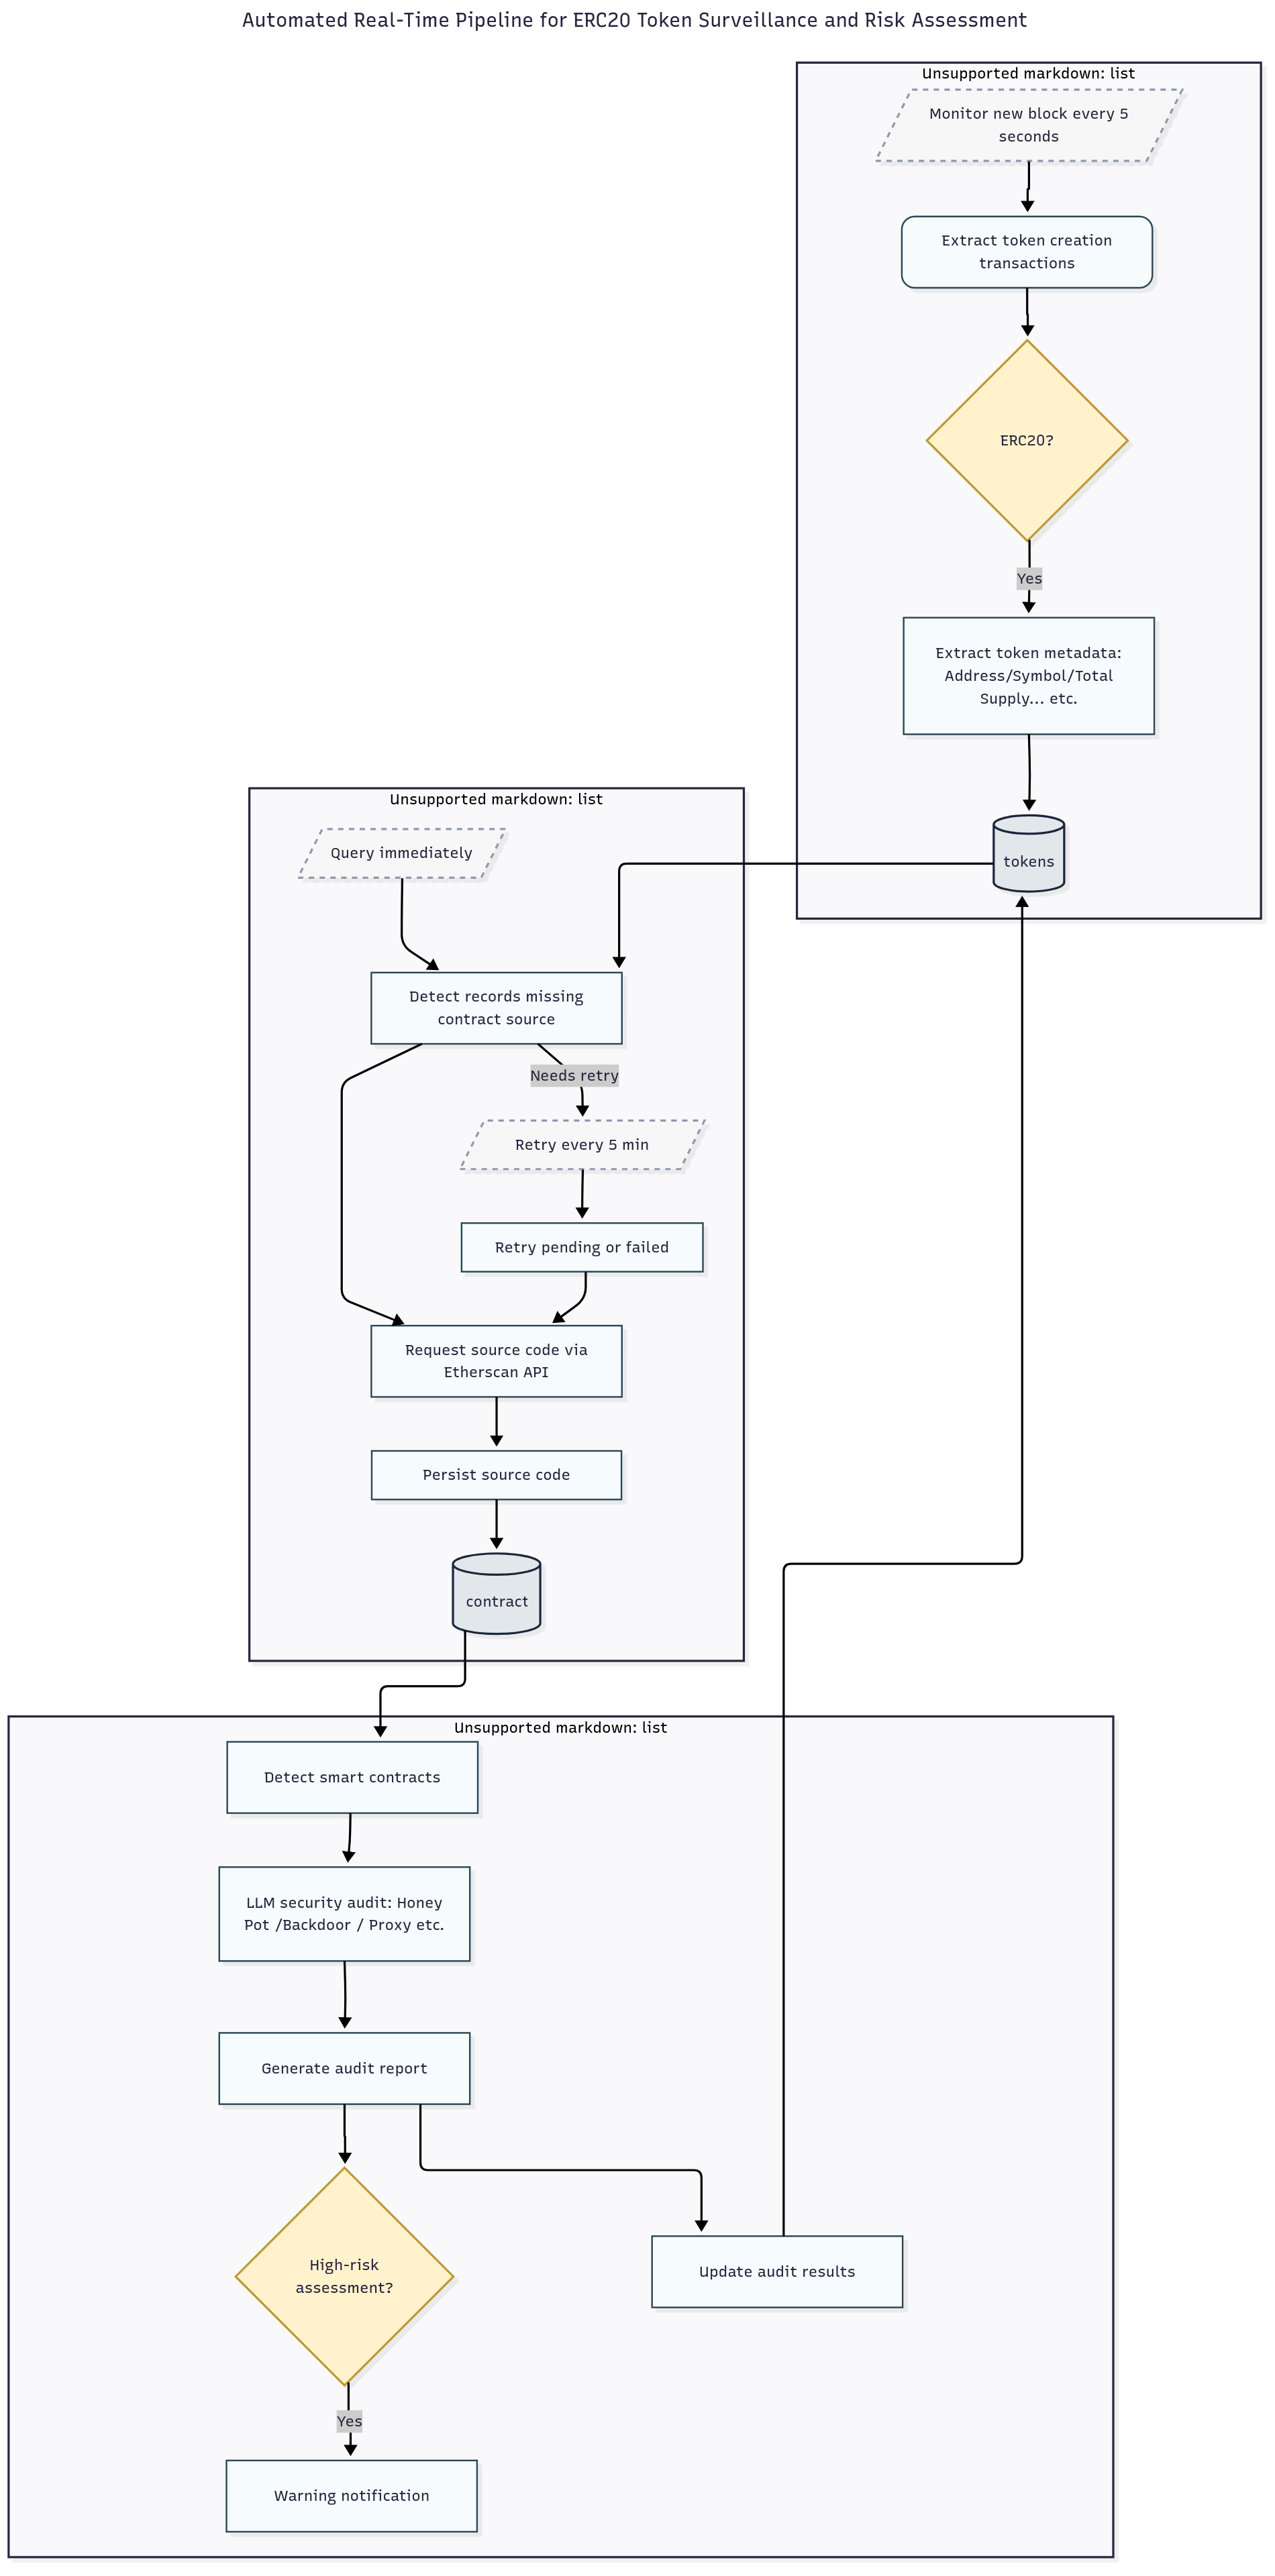 Automated Real-Time Pipeline for ERC20 Token Surveillance and Risk Assessment
Unsupported markdown: list
Monitor new block every 5
seconds
Extract token creation
transactions
ERC20?
Yes
Extract token metadata:
Address/Symbol/Total
Supply... etc.
tokens
Unsupported markdown: list
Query immediately
Detect records missing
contract source
Needs retry
Retry every 5 min
Retry pending or failed
Request source code via
Etherscan API
Persist source code
contract
Unsupported markdown: list
Detect smart contracts
LLM security audit: Honey
Pot /Backdoor / Proxy etc.
Generate audit report
High-risk
assessment?
Update audit results
Yes
Warning notification